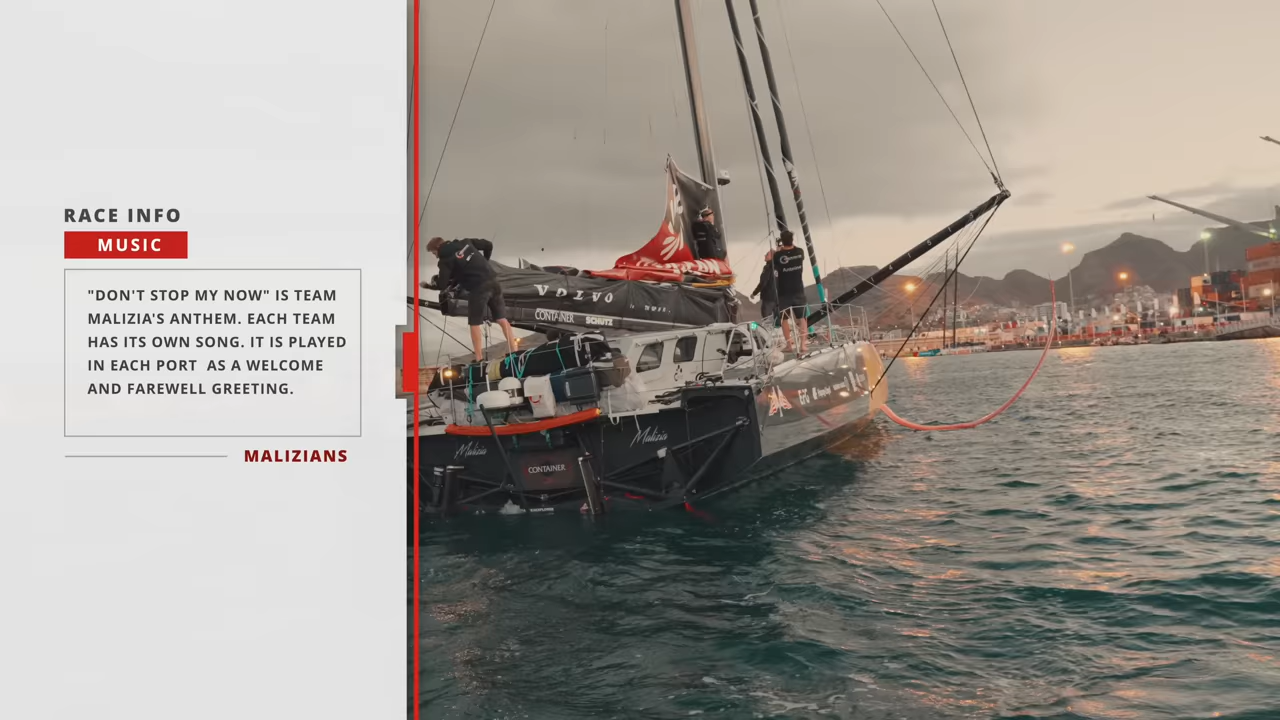 RACE INFO
MUSIC
"DON'T STOP MY NOW" IS TEAM
MALIZIA'S ANTHEM. EACH TEAM
HAS ITS OWN SONG. IT IS PLAYED
IN EACH PORT  AS A WELCOME
AND FAREWELL GREETING.
MALIZIANS
VOLVO
CONTAINER
SCHÜTZ
EFG
Malizia
Malizia
CONTAINER